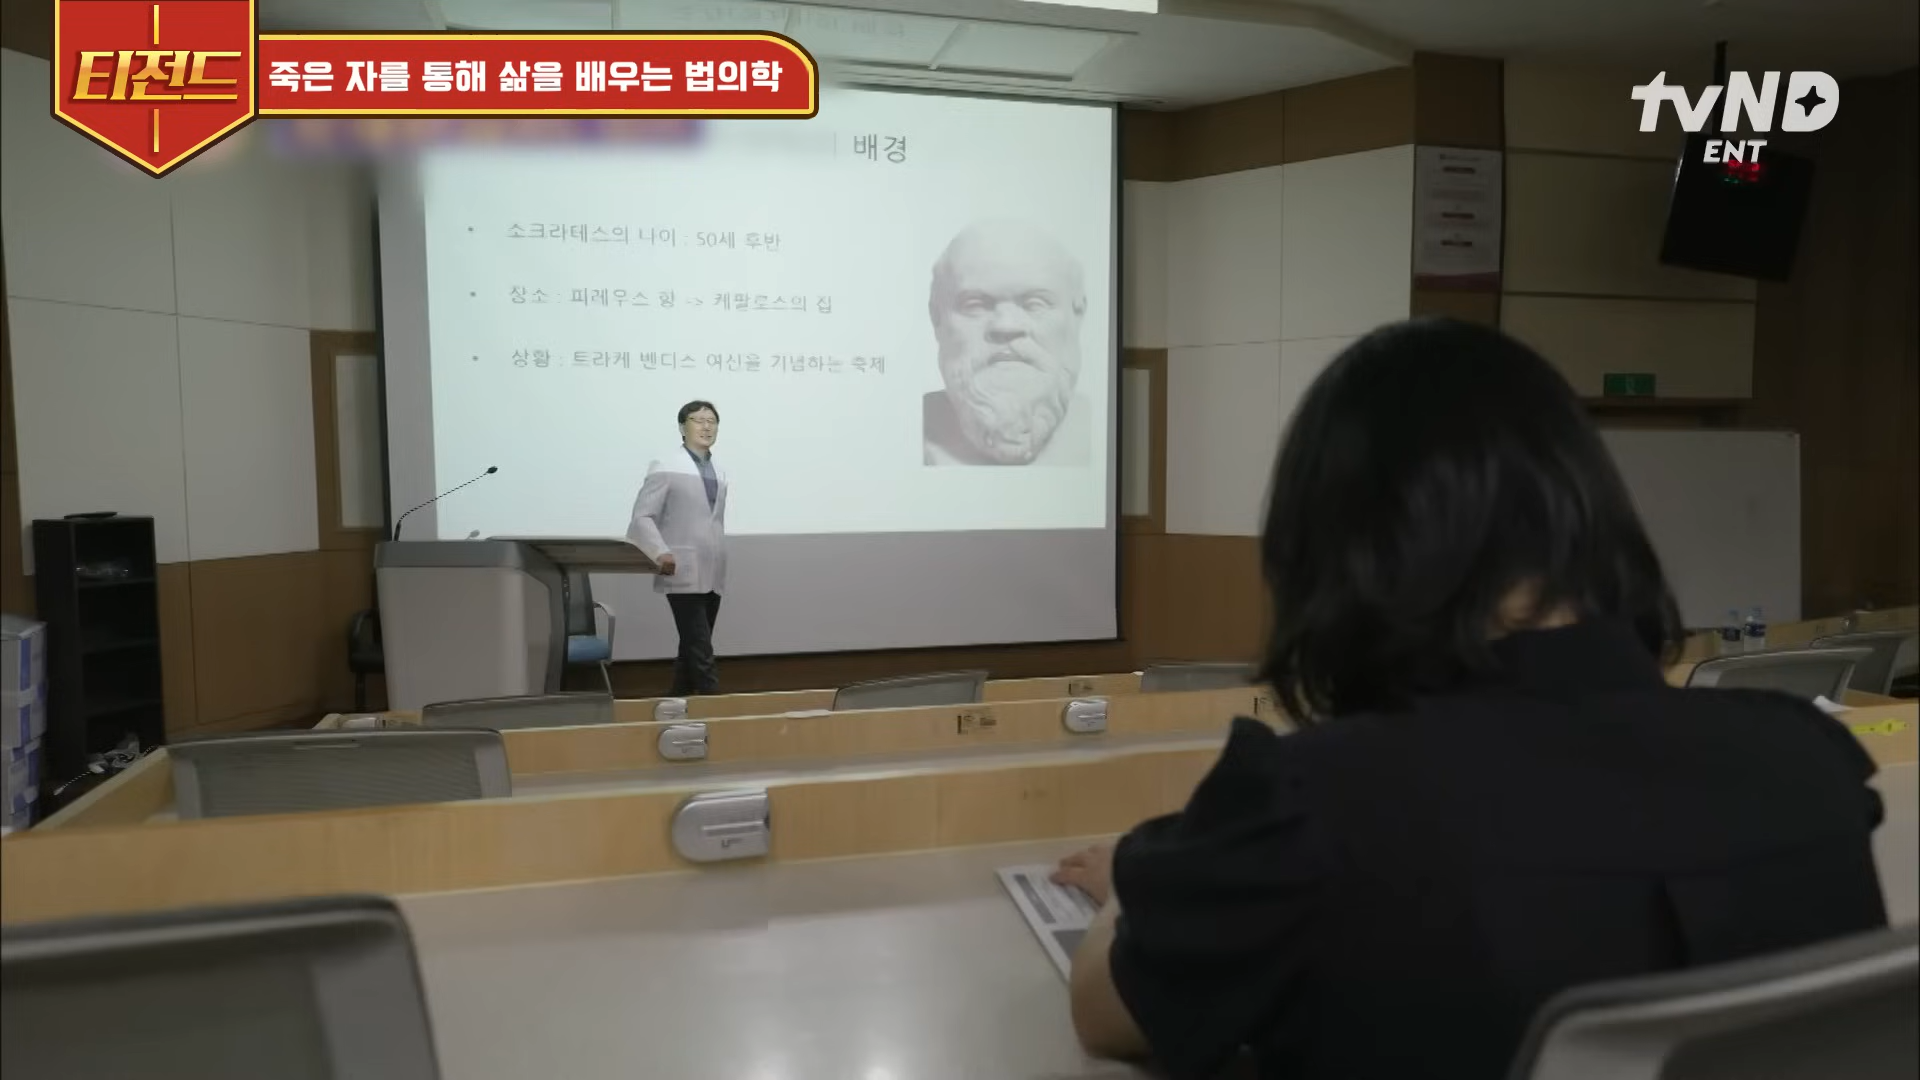 티전드
죽은 자를 통해 삶을 배우는 법의학
tvND
ENT
배경
• 소크라테스의 나이 : 50세 후반
• 장소 : 피레우스 항 -> 케팔로스의 집
• 상황 : 트라케 벤디스 여신을 기념하는 축제